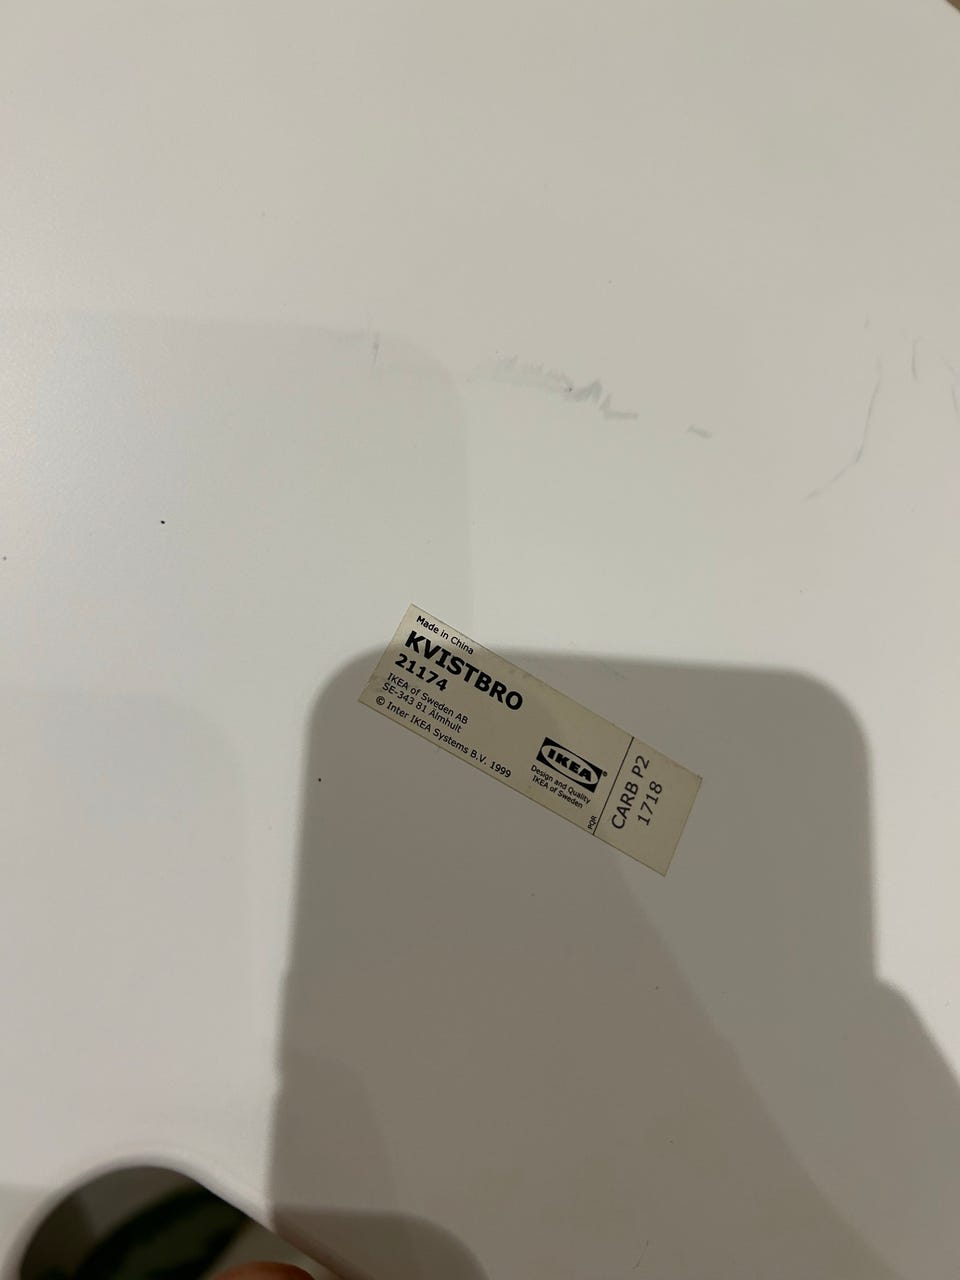 Made in China
KVISTBRO
21174
IKEA of Sweden AB
SE-343 81 Älmhult
© Inter IKEA Systems B.V. 1999
IKEA®
Design and Quality
IKEA of Sweden
PQR
CARB P2
1718